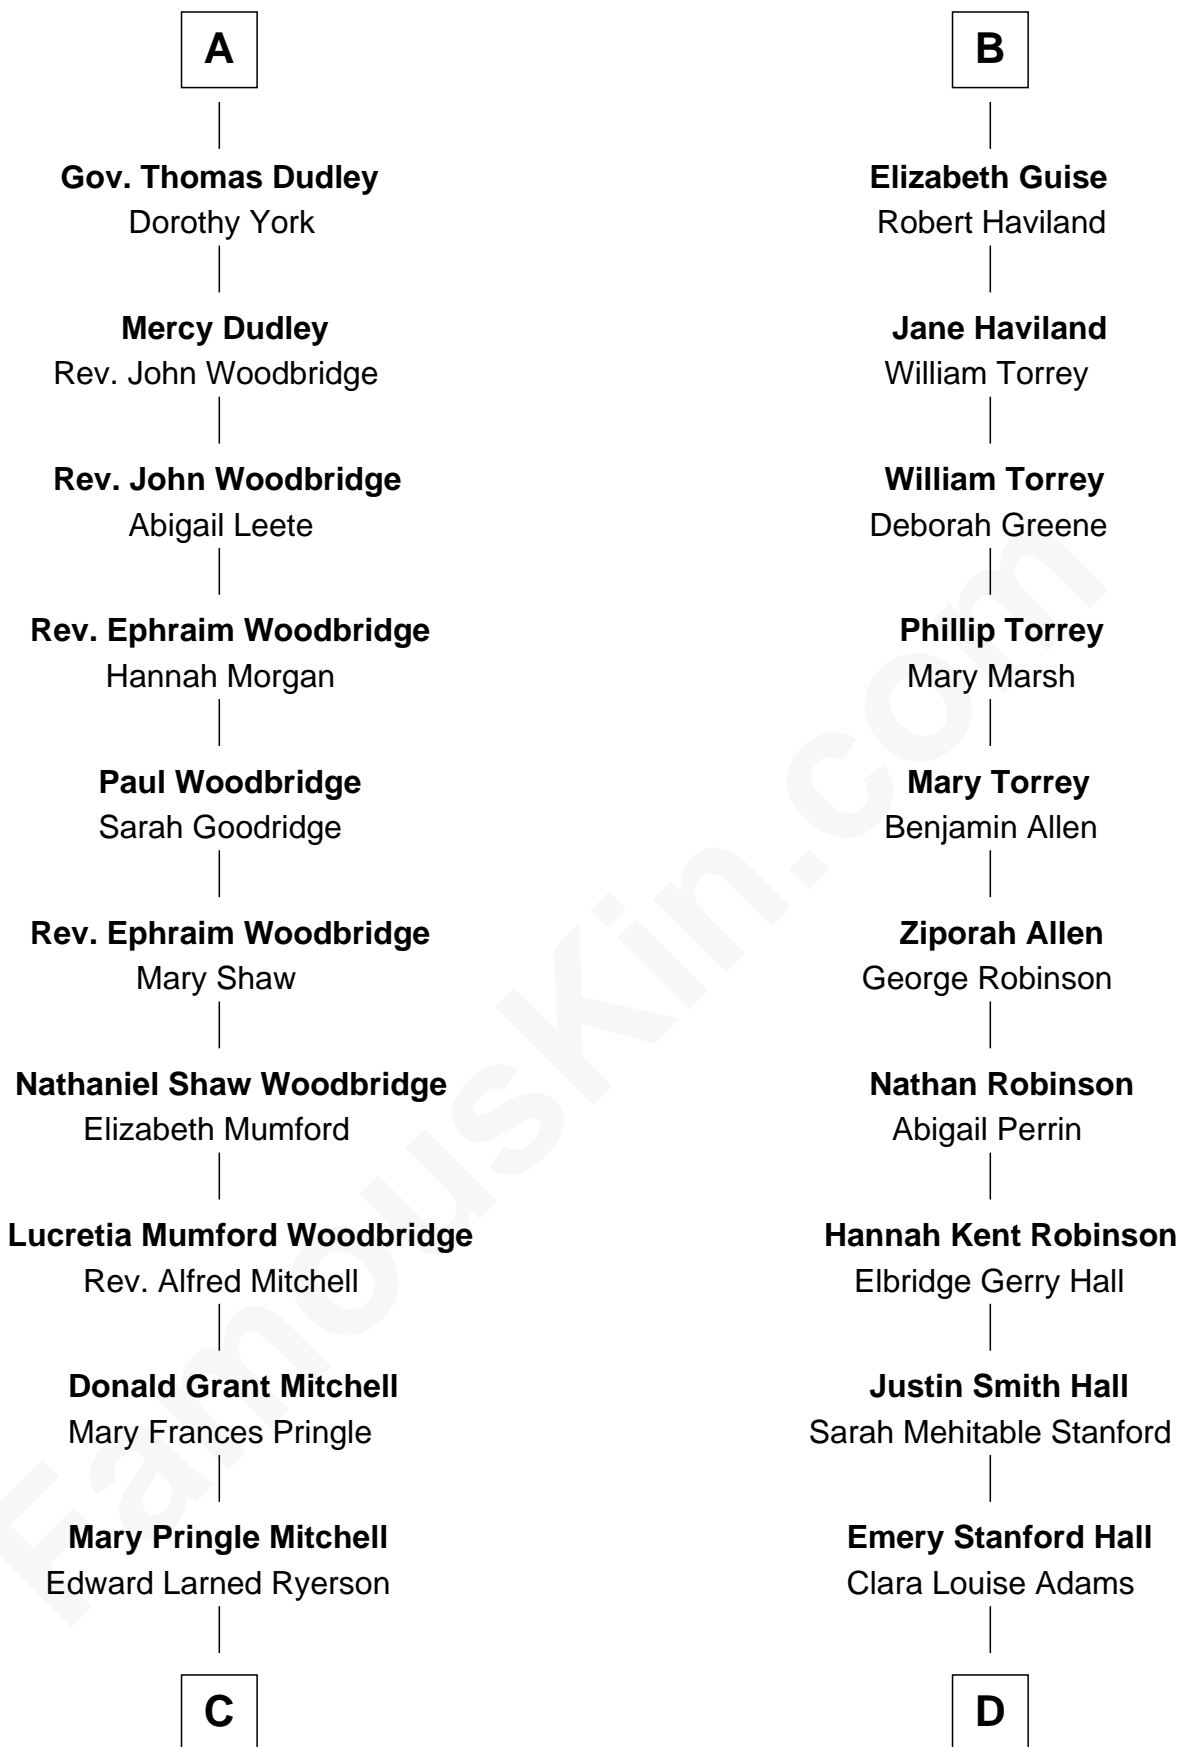 A
Gov. Thomas Dudley
Dorothy York
Mercy Dudley
Rev. John Woodbridge
Rev. John Woodbridge
Abigail Leete
Rev. Ephraim Woodbridge
Hannah Morgan
Paul Woodbridge
Sarah Goodridge
Rev. Ephraim Woodbridge
Mary Shaw
Nathaniel Shaw Woodbridge
Elizabeth Mumford
Lucretia Mumford Woodbridge
Rev. Alfred Mitchell
Donald Grant Mitchell
Mary Frances Pringle
Mary Pringle Mitchell
Edward Larned Ryerson
C
B
Elizabeth Guise
Robert Haviland
Jane Haviland
William Torrey
William Torrey
Deborah Greene
Phillip Torrey
Mary Marsh
Mary Torrey
Benjamin Allen
Ziporah Allen
George Robinson
Nathan Robinson
Abigail Perrin
Hannah Kent Robinson
Elbridge Gerry Hall
Justin Smith Hall
Sarah Mehitable Stanford
Emery Stanford Hall
Clara Louise Adams
D
FamousKin.com